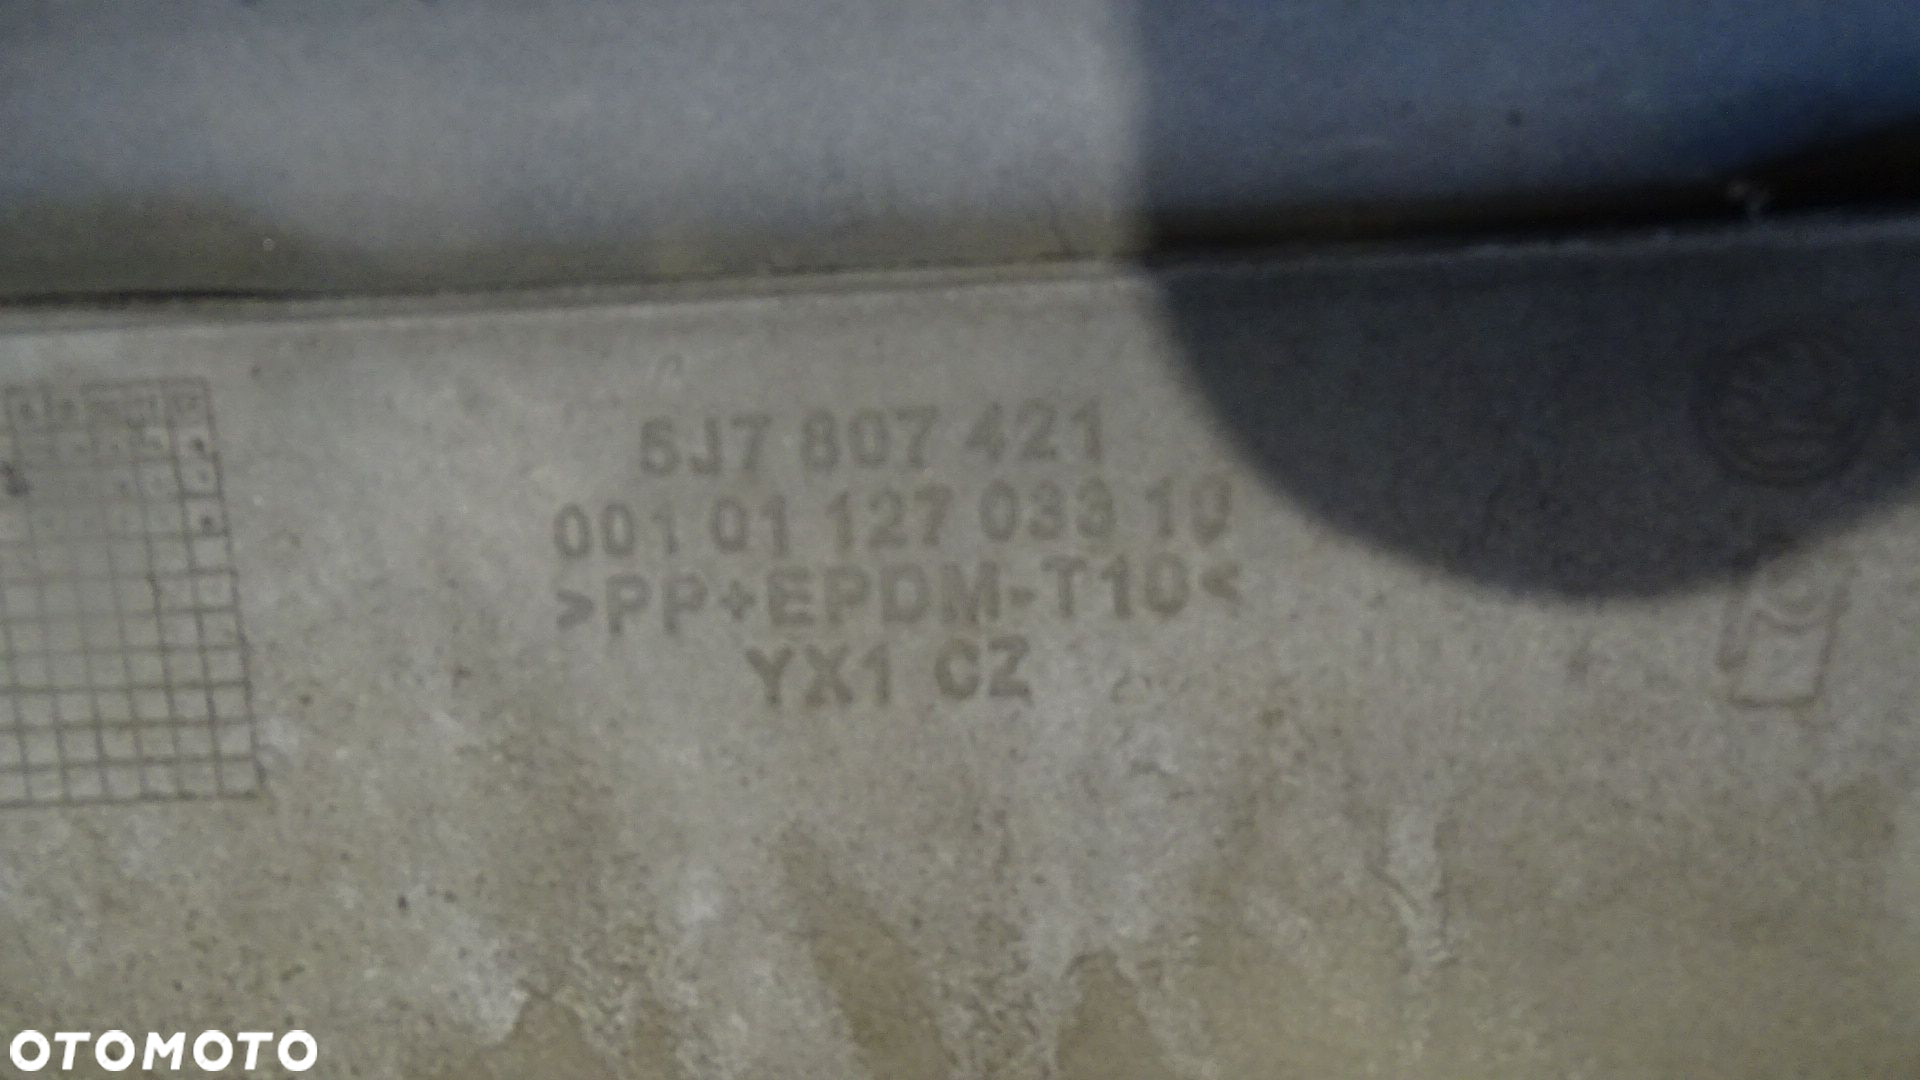 5J7 807 421
001 01 127 033 10
>PP+EPDM-T10<
YX1 CZ
OTOMOTO